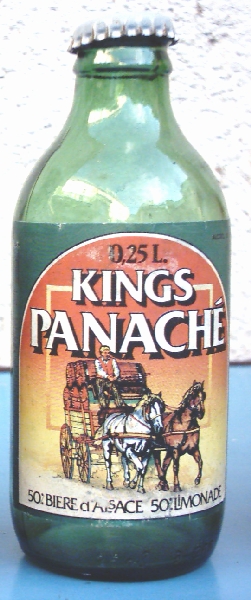 0,25 L.
KINGS
PANACHÉ
50% BIERE d'ALSACE 50% LIMONADE